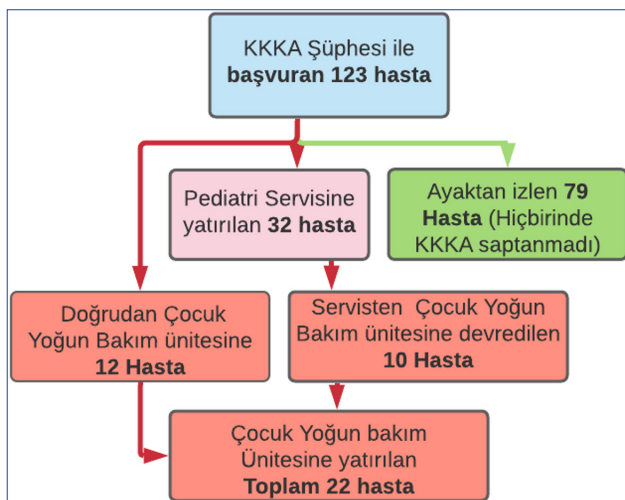 KKKA Şüphesi ile
başvuran 123 hasta
Pediatri Servisine
yatırılan 32 hasta
Ayaktan izlen 79
Hasta (Hiçbirinde
KKKA saptanmadı)
Doğrudan Çocuk
Yoğun Bakım ünitesine
12 Hasta
Servisten Çocuk Yoğun
Bakım ünitesine devredilen
10 Hasta
Çocuk Yoğun bakım
Ünitesine yatırılan
Toplam 22 hasta